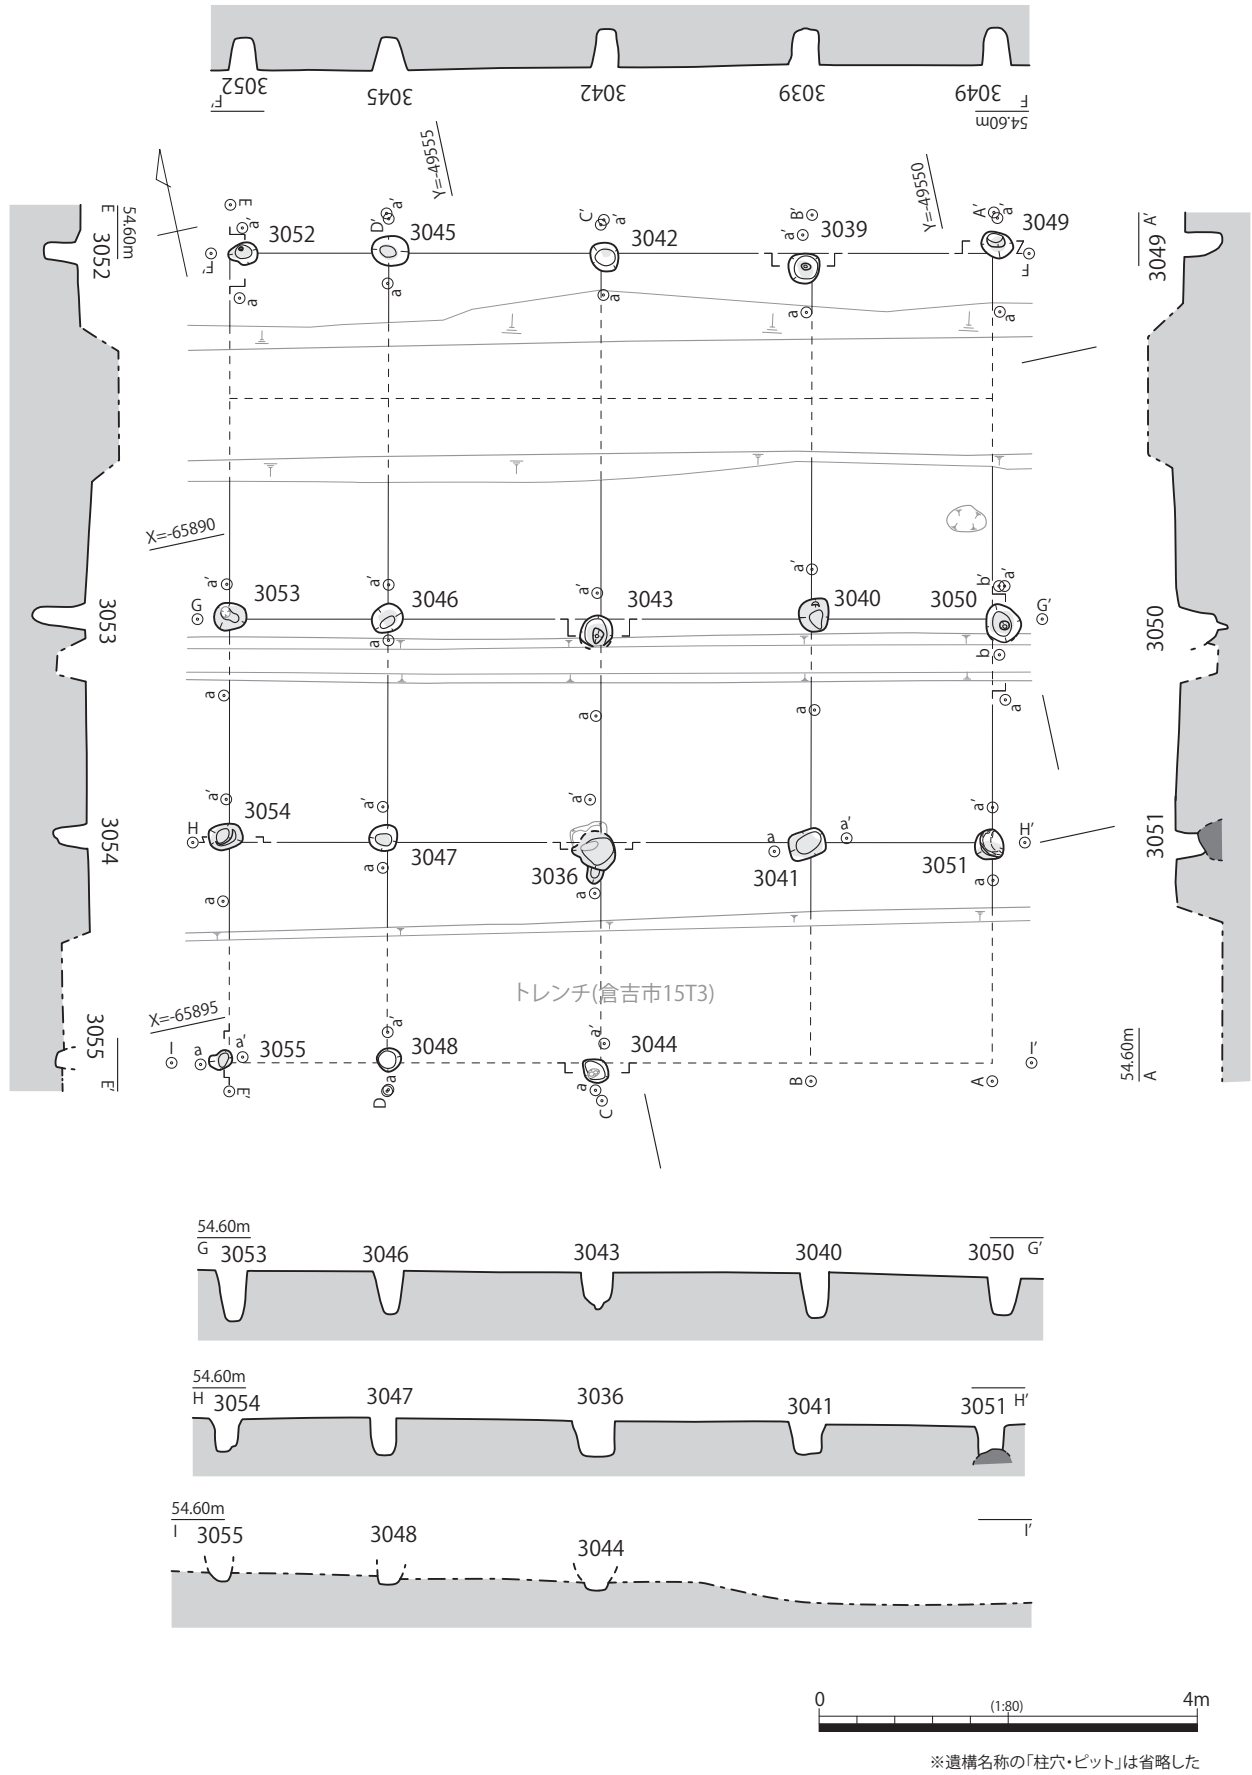 3052 3045 3042 3039 3049
F' F
54.60m
Y=-49555
Y=-49550
E 54.60m
3052
E a' D' a' C' a' B' a' A' a'
3052 3045 3042 3039 3049
F' F
a a a a a
A'
3049
X=-65890
a' a' a' a' b' a'
G 3053 3046 3043 3040 3050 G'
3053
3050
a b
a a a a
a' a' a' a'
H 3054 3047 3036 3041 3051 H'
a a'
3054
3051
a a a a
トレンチ(倉吉市15T3)
X=-65895
a' a'
I a a' 3055 3048 3044 I'
3055
E'
E' D a a C B A
54.60m
A
54.60m
G 3053 3046 3043 3040 3050 G'
54.60m
H 3054 3047 3036 3041 3051 H'
54.60m
I 3055 3048 3044 I'
0 (1:80) 4m
※遺構名称の「柱穴・ピット」は省略した